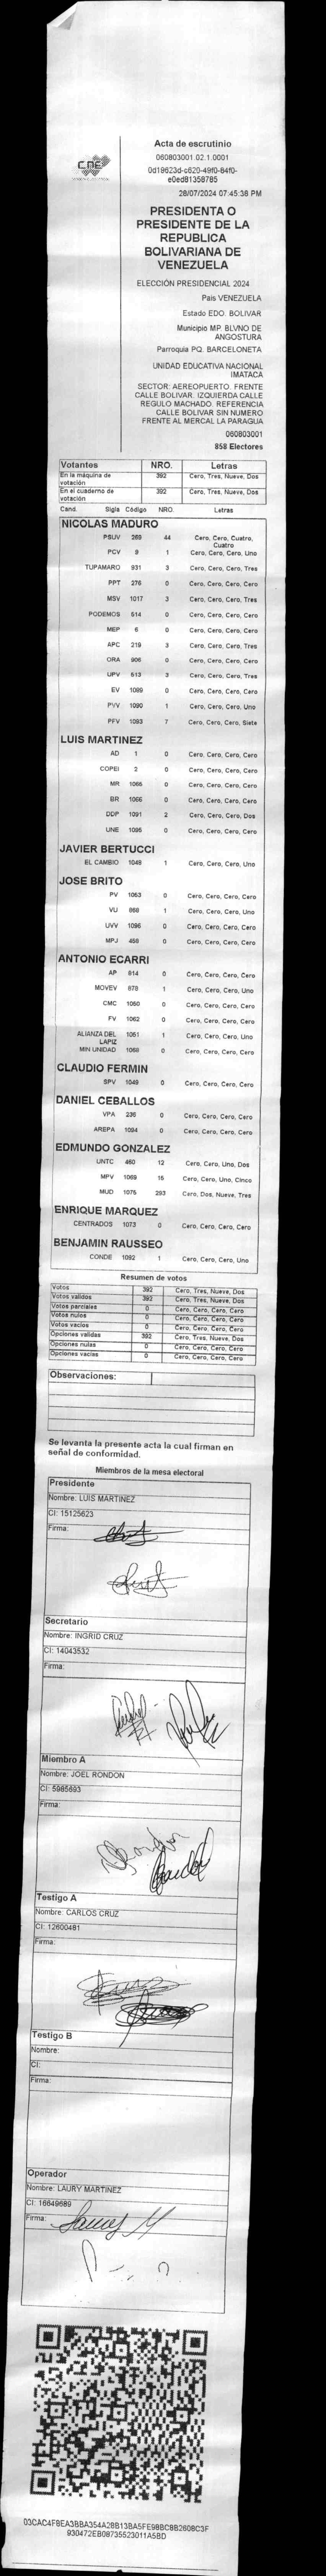 CNE
Acta de escrutinio
060803001.02.1.0001
0d19623d-c620-49f0-84f0-
e0ed81358785
28/07/2024 07:45:38 PM
PRESIDENTA O
PRESIDENTE DE LA
REPUBLICA
BOLIVARIANA DE
VENEZUELA
ELECCIÓN PRESIDENCIAL 2024
País VENEZUELA
Estado EDO. BOLIVAR
Municipio MP. BLVNO DE
ANGOSTURA
Parroquia PQ. BARCELONETA
UNIDAD EDUCATIVA NACIONAL
IMATACA
SECTOR: AEREOPUERTO. FRENTE
CALLE BOLIVAR. IZQUIERDA CALLE
REGULO MACHADO. REFERENCIA
CALLE BOLIVAR SIN NUMERO
FRENTE AL MERCAL LA PARAGUA
060803001
858 Electores
Votantes NRO. Letras
En la máquina de votación 392 Cero, Tres, Nueve, Dos
En el cuaderno de votación 392 Cero, Tres, Nueve, Dos
Cand. Sigla Código NRO. Letras
NICOLAS MADURO
PSUV 269 44 Cero, Cero, Cuatro, Cuatro
PCV 9 1 Cero, Cero, Cero, Uno
TUPAMARO 931 3 Cero, Cero, Cero, Tres
PPT 276 0 Cero, Cero, Cero, Cero
MSV 1017 3 Cero, Cero, Cero, Tres
PODEMOS 514 0 Cero, Cero, Cero, Cero
MEP 6 0 Cero, Cero, Cero, Cero
APC 219 3 Cero, Cero, Cero, Tres
ORA 906 0 Cero, Cero, Cero, Cero
UPV 513 3 Cero, Cero, Cero, Tres
EV 1089 0 Cero, Cero, Cero, Cero
PVV 1090 1 Cero, Cero, Cero, Uno
PFV 1093 7 Cero, Cero, Cero, Siete
LUIS MARTINEZ
AD 1 0 Cero, Cero, Cero, Cero
COPEI 2 0 Cero, Cero, Cero, Cero
MR 1065 0 Cero, Cero, Cero, Cero
BR 1066 0 Cero, Cero, Cero, Cero
DDP 1091 2 Cero, Cero, Cero, Dos
UNE 1095 0 Cero, Cero, Cero, Cero
JAVIER BERTUCCI
EL CAMBIO 1048 1 Cero, Cero, Cero, Uno
JOSE BRITO
PV 1063 0 Cero, Cero, Cero, Cero
VU 868 1 Cero, Cero, Cero, Uno
UVV 1096 0 Cero, Cero, Cero, Cero
MPJ 458 0 Cero, Cero, Cero, Cero
ANTONIO ECARRI
AP 814 0 Cero, Cero, Cero, Cero
MOVEV 878 1 Cero, Cero, Cero, Uno
CMC 1050 0 Cero, Cero, Cero, Cero
FV 1062 0 Cero, Cero, Cero, Cero
ALIANZA DEL LAPIZ 1051 1 Cero, Cero, Cero, Uno
MIN UNIDAD 1068 0 Cero, Cero, Cero, Cero
CLAUDIO FERMIN
SPV 1049 0 Cero, Cero, Cero, Cero
DANIEL CEBALLOS
VPA 236 0 Cero, Cero, Cero, Cero
AREPA 1094 0 Cero, Cero, Cero, Cero
EDMUNDO GONZALEZ
UNTC 460 12 Cero, Cero, Uno, Dos
MPV 1069 15 Cero, Cero, Uno, Cinco
MUD 1075 293 Cero, Dos, Nueve, Tres
ENRIQUE MARQUEZ
CENTRADOS 1073 0 Cero, Cero, Cero, Cero
BENJAMIN RAUSSEO
CONDE 1092 1 Cero, Cero, Cero, Uno
Resumen de votos
Votos 392 Cero, Tres, Nueve, Dos
Votos validos 392 Cero, Tres, Nueve, Dos
Votos parciales 0 Cero, Cero, Cero, Cero
Votos nulos 0 Cero, Cero, Cero, Cero
Votos vacios 0 Cero, Cero, Cero, Cero
Opciones validas 392 Cero, Tres, Nueve, Dos
Opciones nulas 0 Cero, Cero, Cero, Cero
Opciones vacias 0 Cero, Cero, Cero, Cero
Observaciones:
Se levanta la presente acta la cual firman en
señal de conformidad.
Miembros de la mesa electoral
Presidente
Nombre: LUIS MARTINEZ
CI: 15125623
Firma:
Secretario
Nombre: INGRID CRUZ
CI: 14043532
Firma:
Miembro A
Nombre: JOEL RONDON
CI: 5985693
Firma:
Testigo A
Nombre: CARLOS CRUZ
CI: 12600481
Firma:
Testigo B
Nombre:
CI:
Firma:
Operador
Nombre: LAURY MARTINEZ
CI: 16649689
Firma:
03CAC4F8EA3BBA354A28B13BA5FE98BC8B2608C3F
930472EB08735523011A5BD